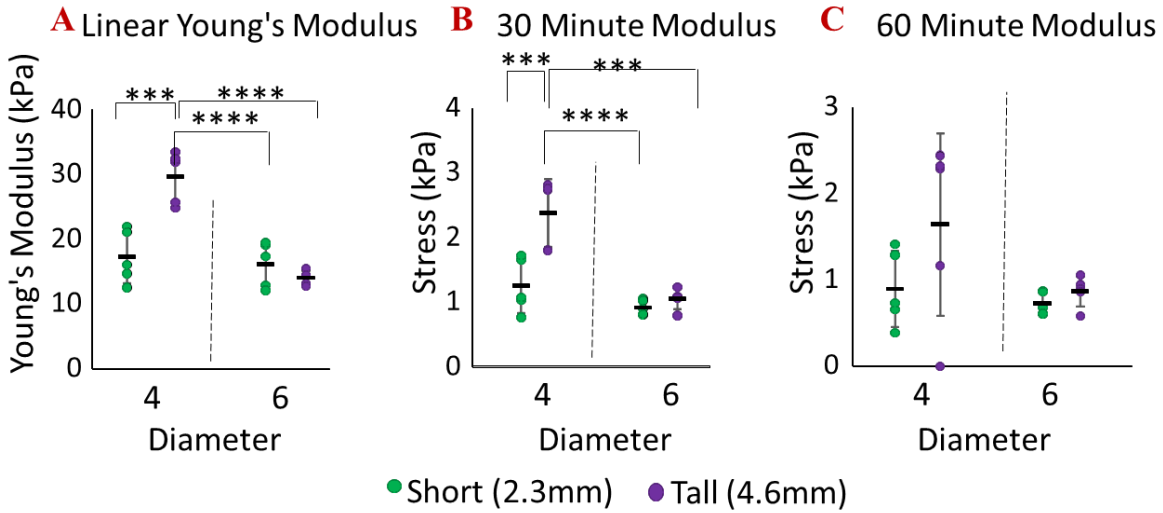 A Linear Young's Modulus
B 30 Minute Modulus
C 60 Minute Modulus
Young's Modulus (kPa)
40
30
20
10
0
***
****
****
4
6
Diameter
Stress (kPa)
4
3
2
1
0
***
***
****
4
6
Diameter
Stress (kPa)
3
2
1
0
4
6
Diameter
Short (2.3mm)
Tall (4.6mm)